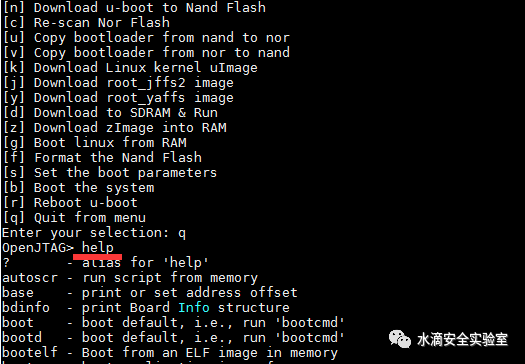 [n] Download u-boot to Nand Flash
[c] Re-scan Nor Flash
[u] Copy bootloader from nand to nor
[v] Copy bootloader from nor to nand
[k] Download Linux kernel uImage
[j] Download root_jffs2 image
[y] Download root_yaffs image
[d] Download to SDRAM & Run
[z] Download zImage into RAM
[g] Boot linux from RAM
[f] Format the Nand Flash
[s] Set the boot parameters
[b] Boot the system
[r] Reboot u-boot
[q] Quit from menu
Enter your selection: q
OpenJTAG> help
?       - alias for 'help'
autoscr - run script from memory
base    - print or set address offset
bdinfo  - print Board Info structure
boot    - boot default, i.e., run 'bootcmd'
bootd   - boot default, i.e., run 'bootcmd'
bootelf - Boot from an ELF image in memory
水滴安全实验室